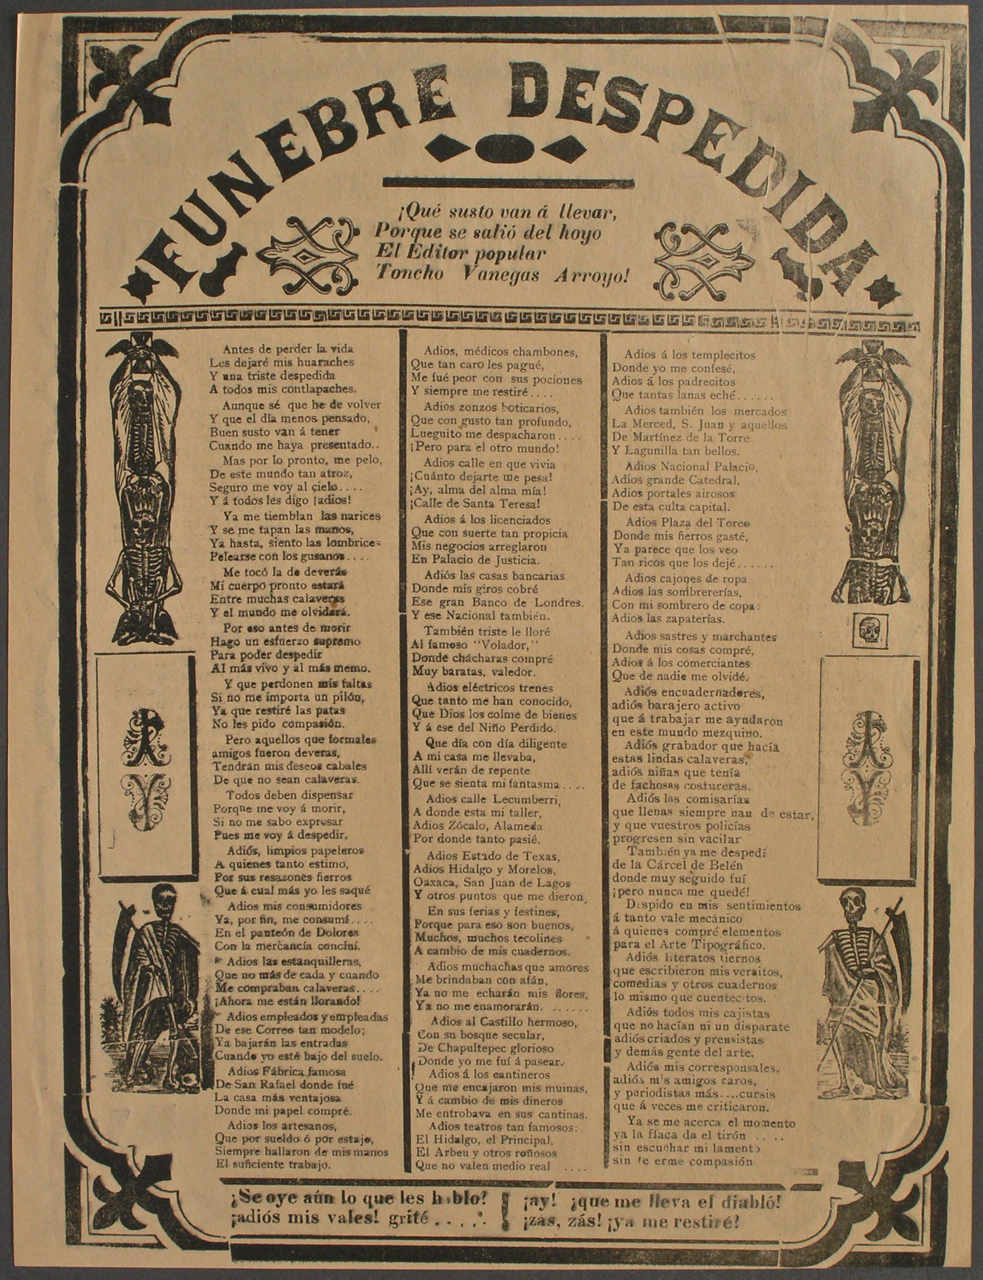 FUNEBRE DESPEDIDA
¡Qué susto van á llevar,
Porque se salió del hoyo
El Editor popular
Toncho Vanegas Arroyo!
Antes de perder la vida
Les dejaré mis huaraches
Y una triste despedida
A todos mis contlapaches.
Aunque sé que he de volver
Y que el día menos pensado,
Buen susto van á tener
Cuando me haya presentado..
Mas por lo pronto, me pelo,
De este mundo tan atroz,
Seguro me voy al cielo....
Y á todos les digo ¡adios!
Ya me tiemblan las narices
Y se me tapan las manos,
Ya hasta, siento las lombrices
Pelearse con los gusanos....
Me tocó la de deveras
Mi cuerpo pronto estará
Entre muchas calaveras
Y el mundo me olvidará.
Por eso antes de morir
Hago un esfuerzo supremo
Para poder despedir
Al más vivo y al más memo.
Y que perdonen mis faltas
Si no me importa un pilón,
Ya que restiré las patas
No les pido compasión.
Pero aquellos que formales
amigos fueron deveras,
Tendrán mis deseos cabales
De que no sean calaveras.
Todos deben dispensar
Porque me voy á morir,
Si no me sabo expresar
Pues me voy á despedir.
Adiós, limpios papeleros
A quienes tanto estimo,
Por sus resazones fierros
Que á cual más yo les saqué
Adios mis consumidores
Ya, por fin, me consumí....
En el panteón de Dolores
Con la mercancía concluí.
Adios las estanquilleras,
Que no más de cada y cuando
Me compraban calaveras....
¡Ahora me están llorando!
Adios empleados y empleadas
De ese Correo tan modelo;
Ya bajarán las entradas
Cuando yo esté bajo del suelo.
Adios Fábrica famosa
De San Rafael donde fué
La casa más ventajosa
Donde mi papel compré.
Adios los artesanos,
Que por sueldo ó por estajo,
Siempre hallaron de mis manos
El suficiente trabajo.
Adios, médicos chambones,
Que tan caro les pagué,
Me fué peor con sus pociones
Y siempre me restiré....
Adios zonzos boticarios,
Que con gusto tan profundo,
Lueguito me despacharon....
¡Pero para el otro mundo!
Adios calle en que vivia
¡Cuánto dejarte me pesa!
¡Ay, alma del alma mía!
¡Calle de Santa Teresa!
Adios á los licenciados
Que con suerte tan propicia
Mis negocios arreglaron
En Palacio de Justicia.
Adiós las casas bancarias
Donde mis giros cobré
Ese gran Banco de Londres.
Y ese Nacional también.
También triste le lloré
Al famoso "Volador,"
Donde chácharas compré
Muy baratas, valedor.
Adios eléctricos trenes
Que tanto me han conocido,
Que Dios los colme de bienes
Y á ese del Niño Perdido.
Que día con día diligente
A mi casa me llevaba,
Allí verán de repente
Que se sienta mi fantasma....
Adios calle Lecumberri,
A donde esta mi taller,
Adios Zócalo, Alameda
Por donde tanto pasié.
Adios Estado de Texas,
Adios Hidalgo y Morelos,
Oaxaca, San Juan de Lagos
Y otros puntos que me dieron,
En sus ferias y festines,
Porque para eso son buenos,
Muchos, muchos tecolines
A cambio de mis cuadernos.
Adios muchachas que amores
Me brindaban con afán,
Ya no me echarán mis flores,
Ya no me enamorarán. ......
Adios al Castillo hermoso,
Con su bosque secular,
De Chapultepec glorioso
Donde yo me fuí á pasear.
Adios á los cantineros
Que me encajaron mis muinas,
Y á cambio de mis dineros
Me entrobava en sus cantinas.
Adios teatros tan famosos:
El Hidalgo, el Principal,
El Arbeu y otros roñosos
Que no valen medio real ....
Adios á los templecitos
Donde yo me confesé,
Adios á los padrecitos
Que tantas lanas eché......
Adios también los mercados
La Merced, S. Juan y aquellos
De Martínez de la Torre
Y Lagunilla tan bellos.
Adios Nacional Palacio,
Adios grande Catedral,
Adios portales airosos
De esta culta capital.
Adios Plaza del Toreo
Donde mis fierros gasté,
Ya parece que los veo
Tan ricos que los dejé......
Adios cajones de ropa
Adios las sombrererías,
Con mi sombrero de copa:
Adios las zapaterías.
Adios sastres y marchantes
Donde mis cosas compré,
Adios á los comerciantes
Que de nadie me olvidé.
Adiós encuadernadores,
adiós barajero activo
que á trabajar me ayudaron
en este mundo mezquino.
Adiós grabador que hacía
estas lindas calaveras,
adiós niñas que tenía
de fachosas costureras.
Adiós las comisarías
que llenas siempre han de estar,
y que vuestros policías
progresen sin vacilar
También ya me despedí
de la Cárcel de Belén
donde muy seguido fuí
¡pero nunca me quedé!
Despido en mis sentimientos
á tanto vale mecánico
á quienes compré elementos
para el Arte Tipográfico.
Adiós literatos tiernos
que escribieron mis versitos,
comedias y otros cuadernos
lo mismo que cuentecitos.
Adiós todos mis cajistas
que no hacían ni un disparate
adiós criados y prensistas
y demás gente del arte.
Adiós mis corresponsales,
adiós mis amigos caros,
y periodistas más....cursis
que á veces me criticaron.
Ya se me acerca el momento
ya la flaca da el tirón ....
sin escuchar mi lamento
sin tenerme compasión
¡Se oye aún lo que les hablo?
¡adiós mis vales! grité....
¡ay! ¡que me lleva el diabló!
¡zas, zás! ¡ya me restiré!